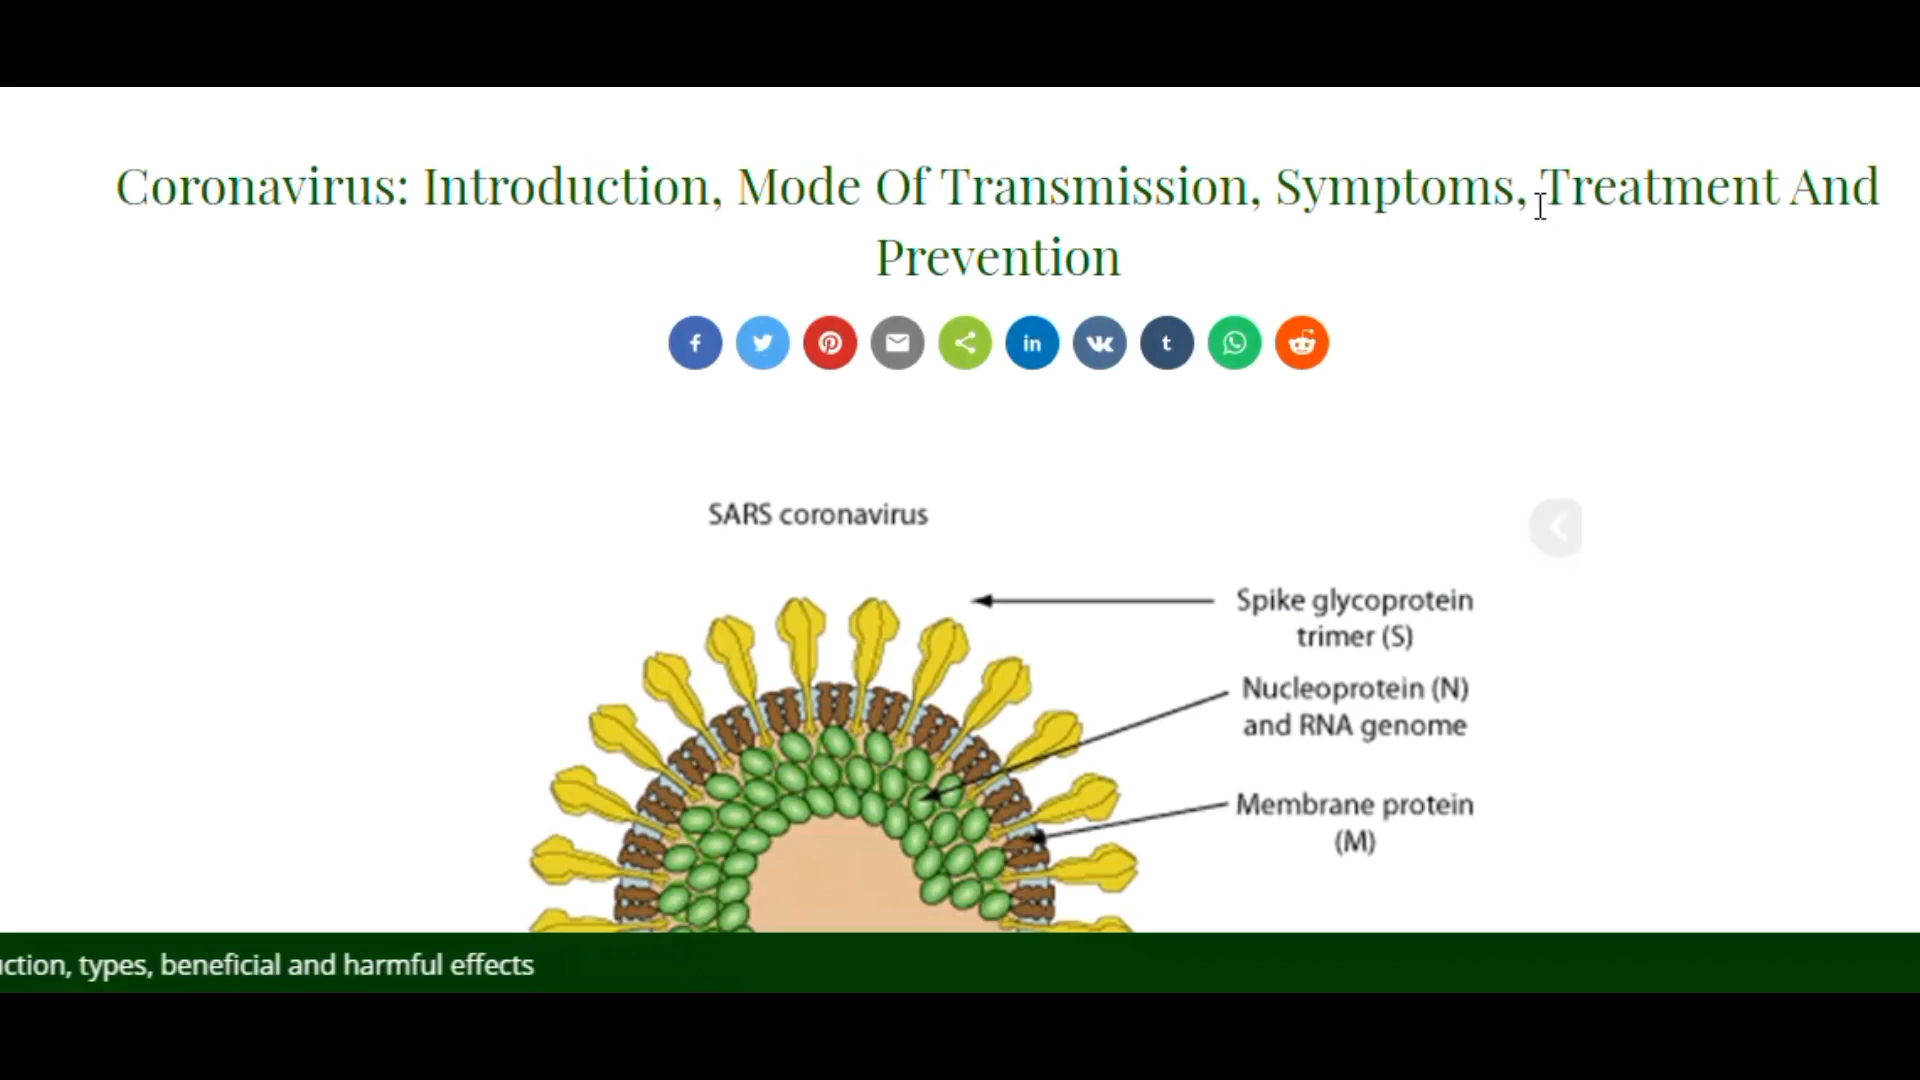 Coronavirus: Introduction, Mode Of Transmission, Symptoms, Treatment And
Prevention
f in t
SARS coronavirus
Spike glycoprotein
trimer (S)
Nucleoprotein (N)
and RNA genome
Membrane protein
(M)
types, beneficial and harmful effects